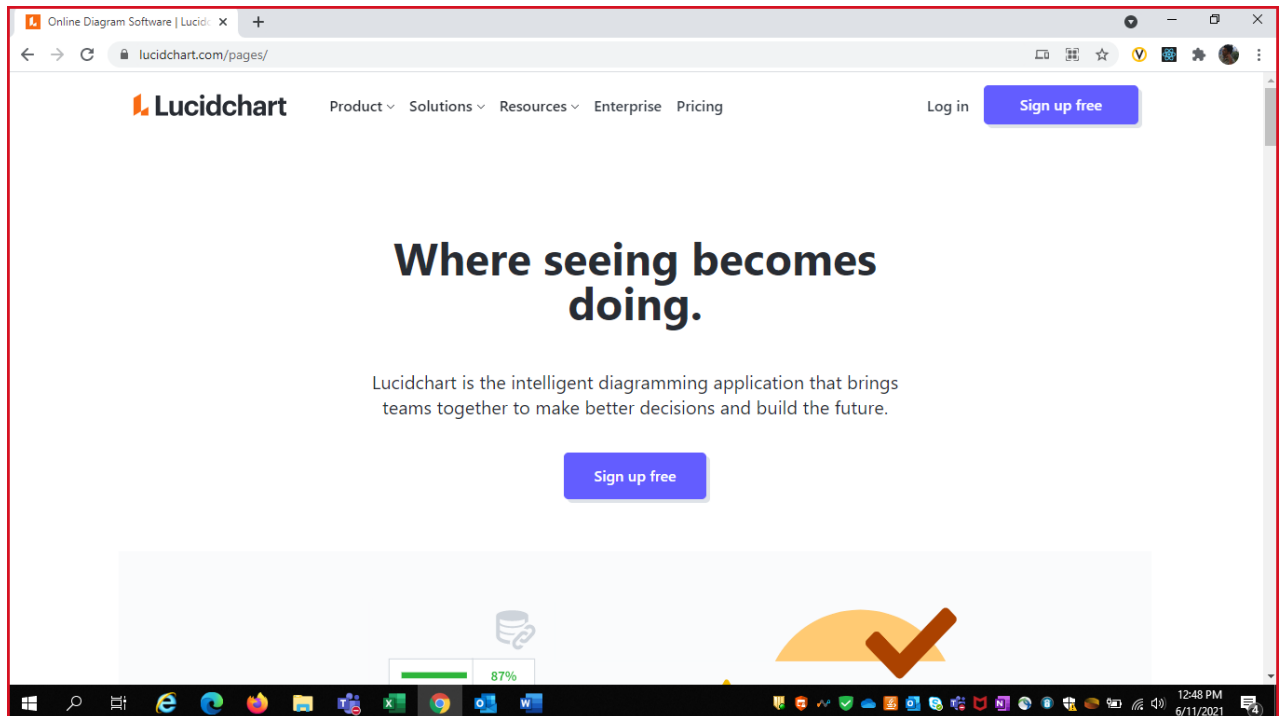 Online Diagram Software | Lucid
lucidchart.com/pages/
Lucidchart
Product Solutions Resources Enterprise Pricing
Log in
Sign up free
Where seeing becomes
doing.
Lucidchart is the intelligent diagramming application that brings
teams together to make better decisions and build the future.
Sign up free
87%
12:48 PM
6/11/2021
4